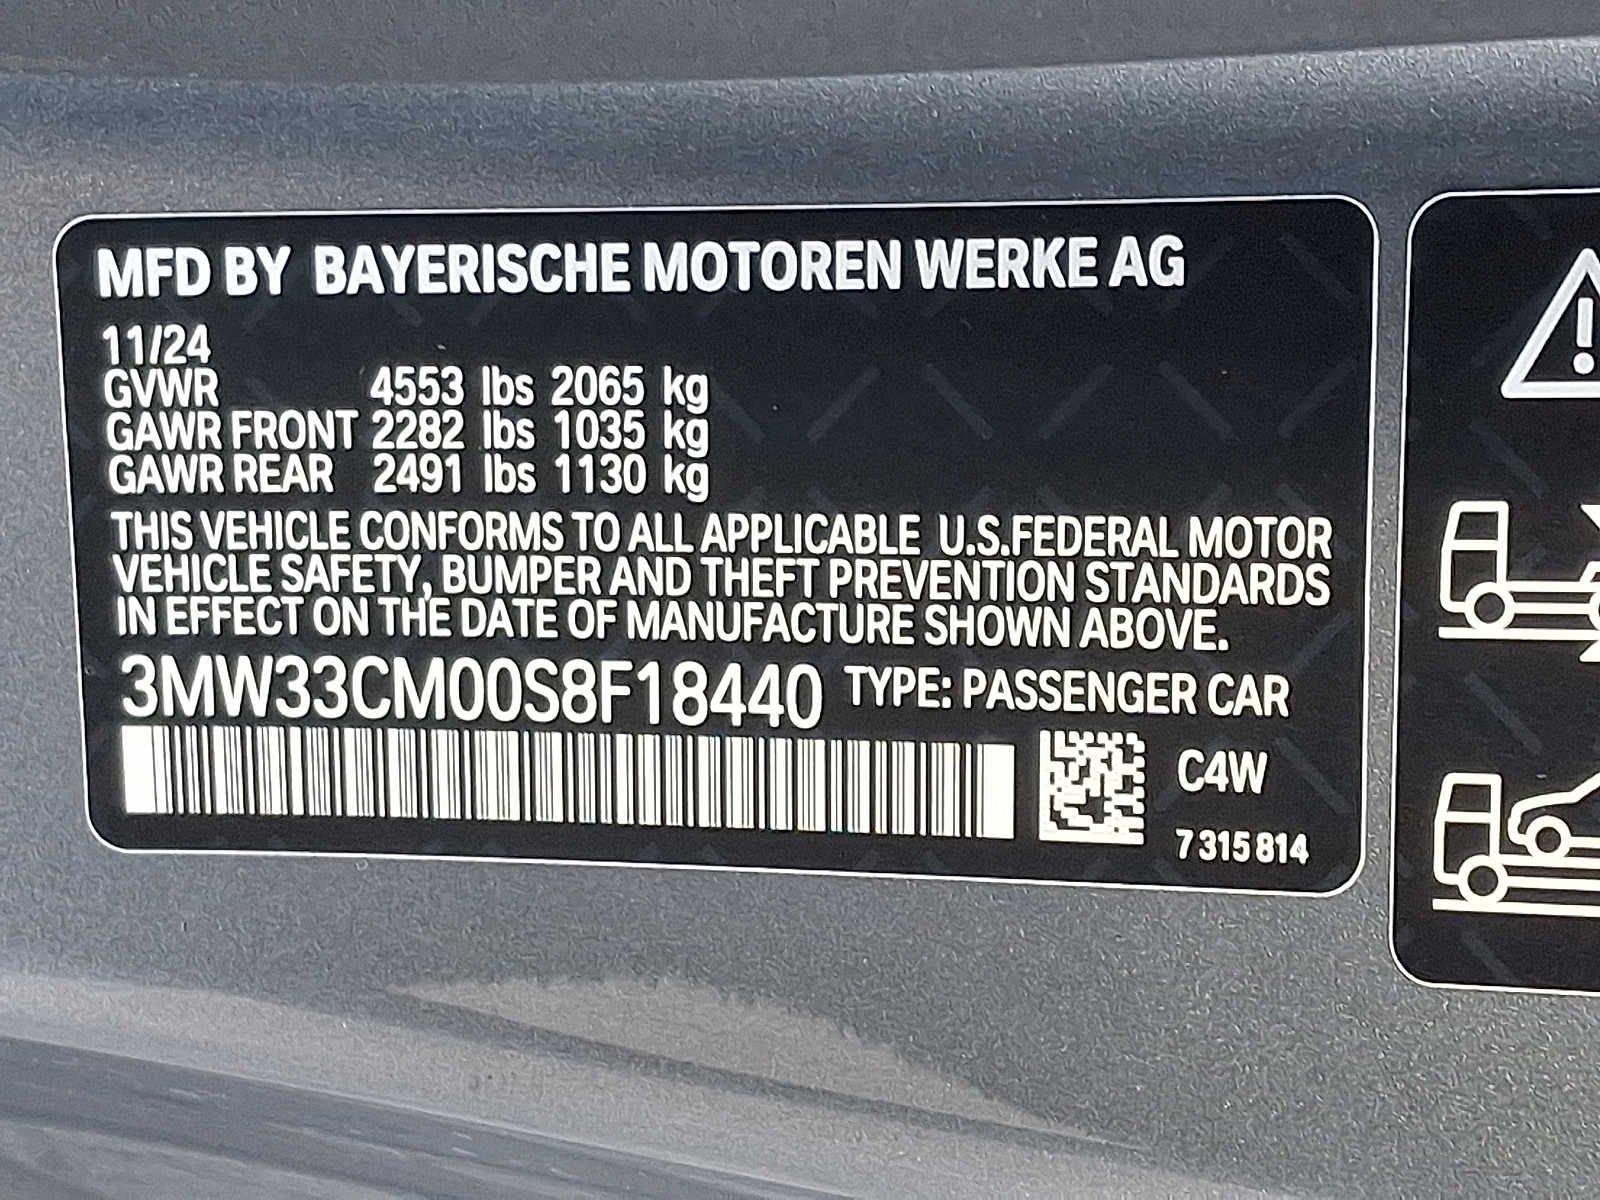 MFD BY BAYERISCHE MOTOREN WERKE AG
11/24
GVWR 4553 lbs 2065 kg
GAWR FRONT 2282 lbs 1035 kg
GAWR REAR 2491 lbs 1130 kg
THIS VEHICLE CONFORMS TO ALL APPLICABLE U.S.FEDERAL MOTOR
VEHICLE SAFETY, BUMPER AND THEFT PREVENTION STANDARDS
IN EFFECT ON THE DATE OF MANUFACTURE SHOWN ABOVE.
3MW33CM00S8F18440 TYPE: PASSENGER CAR
C4W
7 315 814